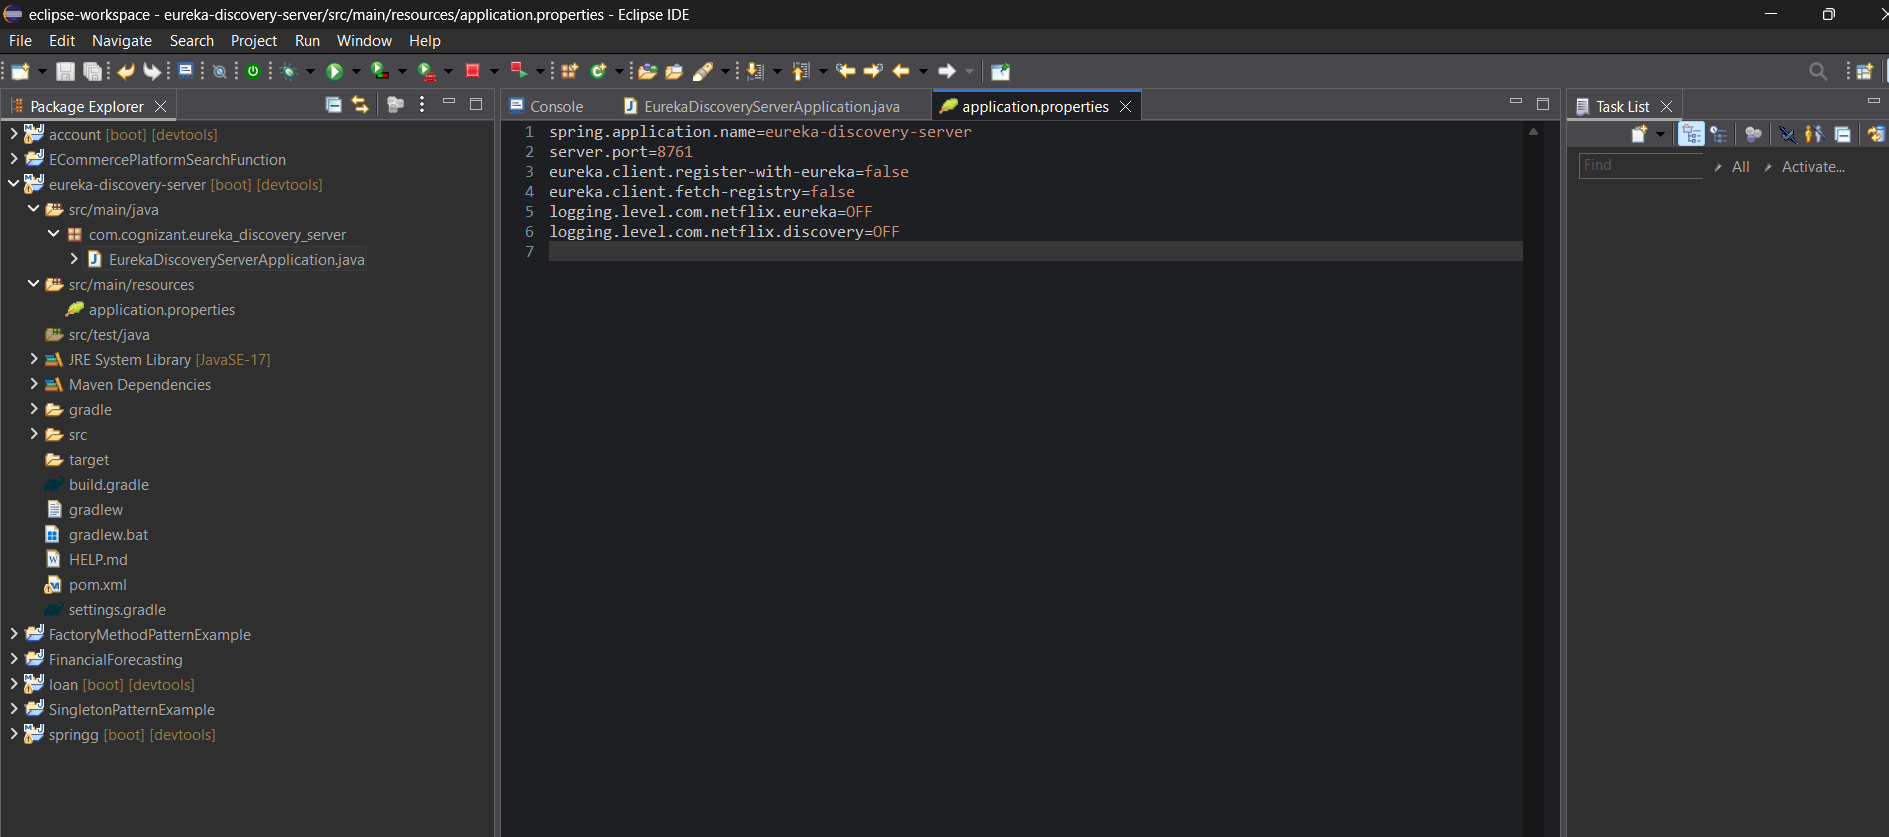 eclipse-workspace - eureka-discovery-server/src/main/resources/application.properties - Eclipse IDE
File Edit Navigate Search Project Run Window Help
Package Explorer
account [boot] [devtools]
ECommercePlatformSearchFunction
eureka-discovery-server [boot] [devtools]
src/main/java
com.cognizant.eureka_discovery_server
EurekaDiscoveryServerApplication.java
src/main/resources
application.properties
src/test/java
JRE System Library [JavaSE-17]
Maven Dependencies
gradle
src
target
build.gradle
gradlew
gradlew.bat
HELP.md
pom.xml
settings.gradle
FactoryMethodPatternExample
FinancialForecasting
loan [boot] [devtools]
SingletonPatternExample
springg [boot] [devtools]
Console EurekaDiscoveryServerApplication.java application.properties
1 spring.application.name=eureka-discovery-server
2 server.port=8761
3 eureka.client.register-with-eureka=false
4 eureka.client.fetch-registry=false
5 logging.level.com.netflix.eureka=OFF
6 logging.level.com.netflix.discovery=OFF
7
Task List
Find All Activate...